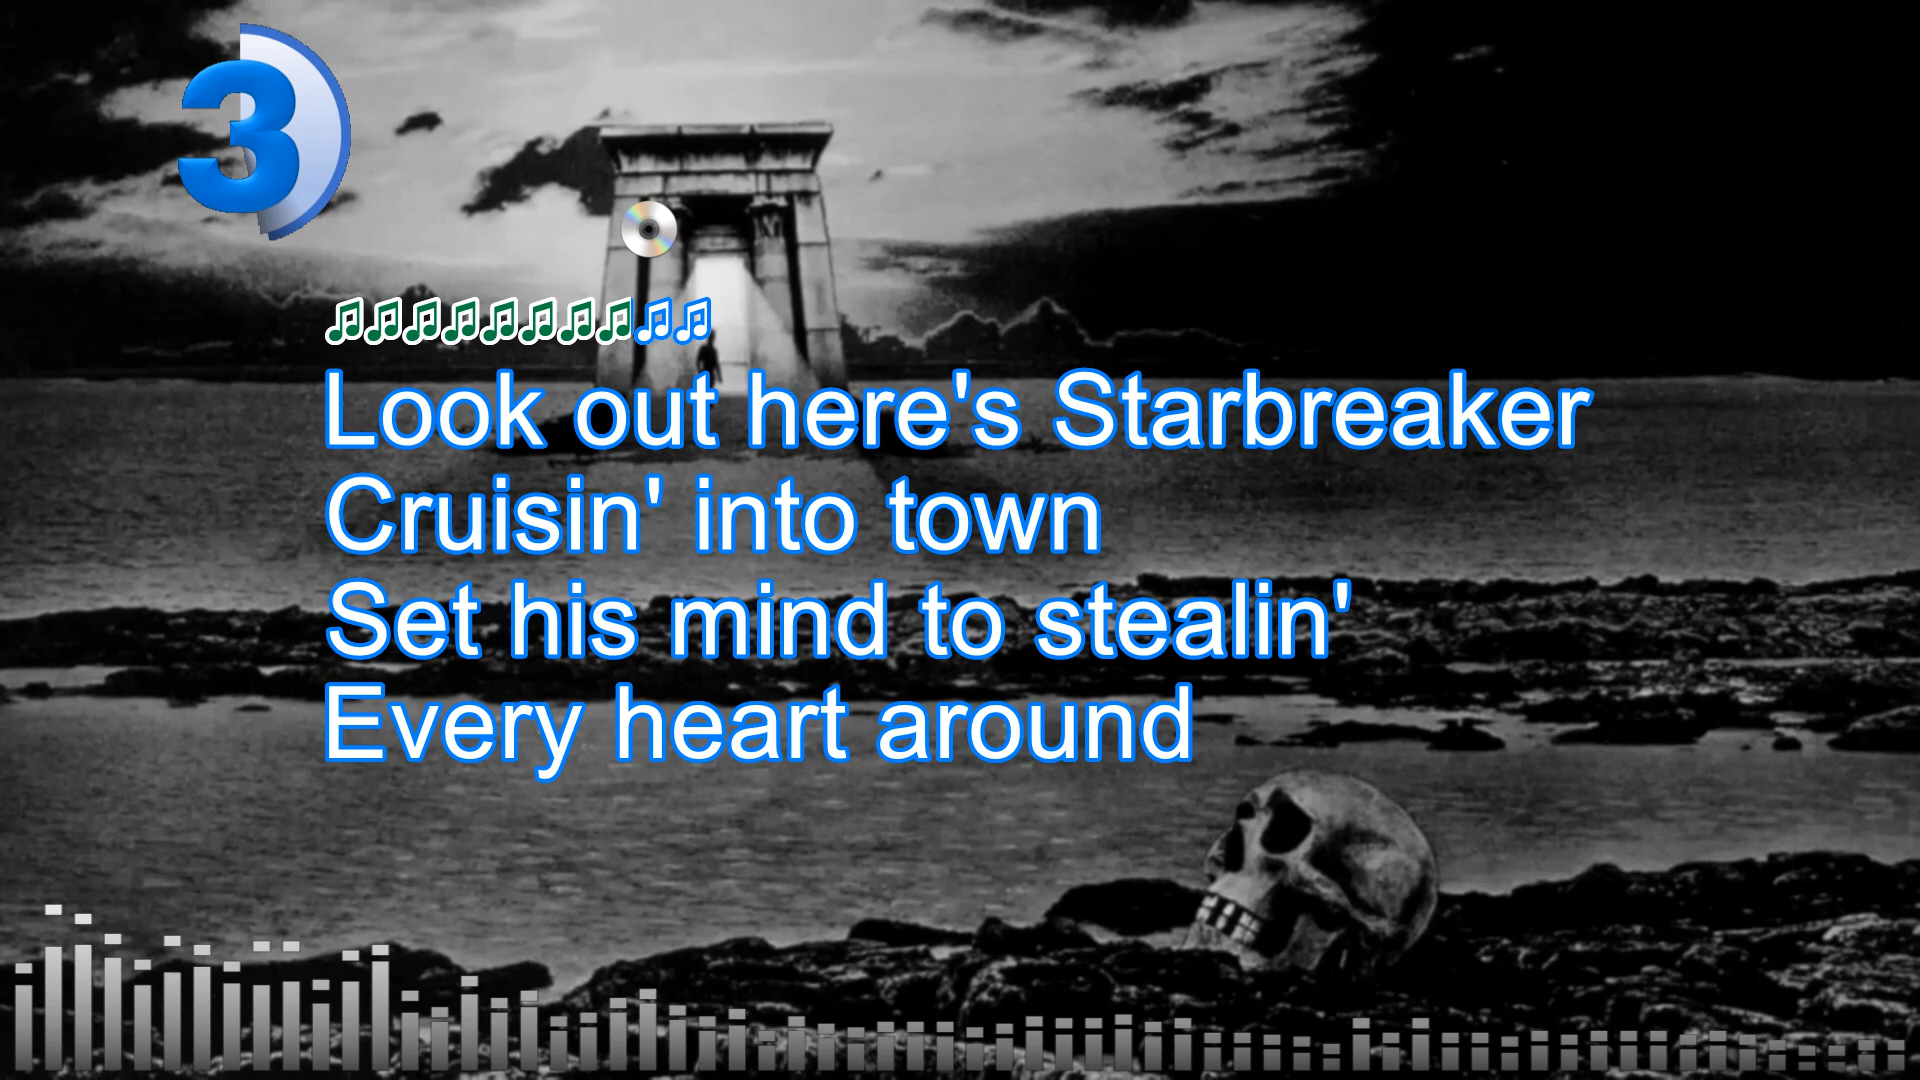 3
♫♫♫♫♫♫♫♫♫♫
Look out here's Starbreaker
Cruisin' into town
Set his mind to stealin'
Every heart around